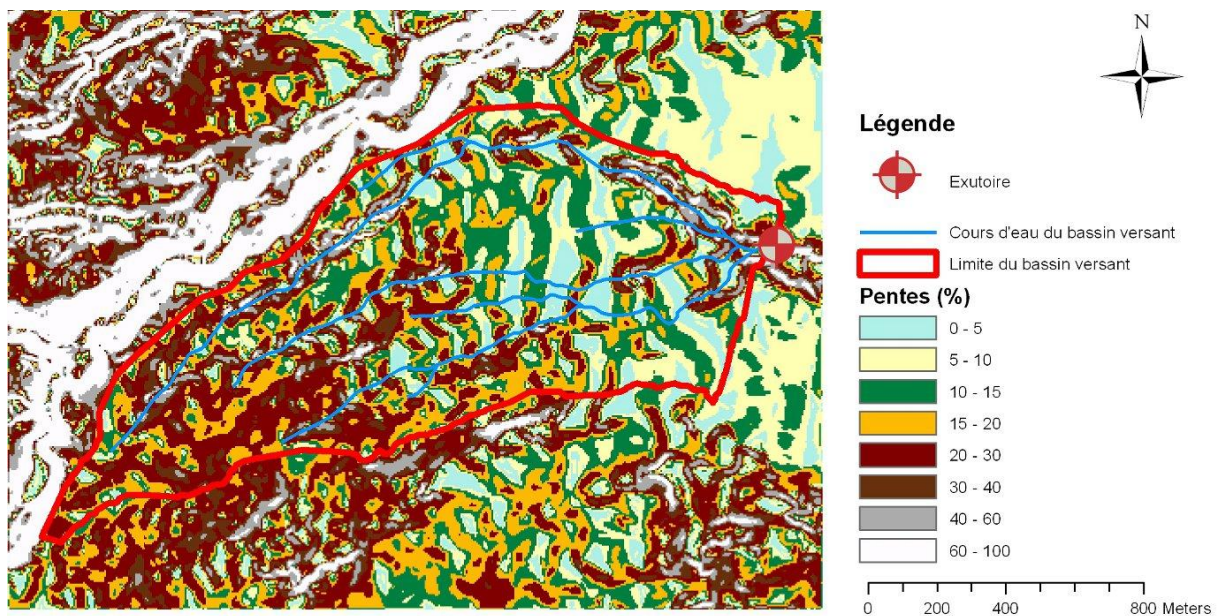 N
Légende
Exutoire
Cours d'eau du bassin versant
Limite du bassin versant
Pentes (%)
0 - 5
5 - 10
10 - 15
15 - 20
20 - 30
30 - 40
40 - 60
60 - 100
0 200 400 800 Meters